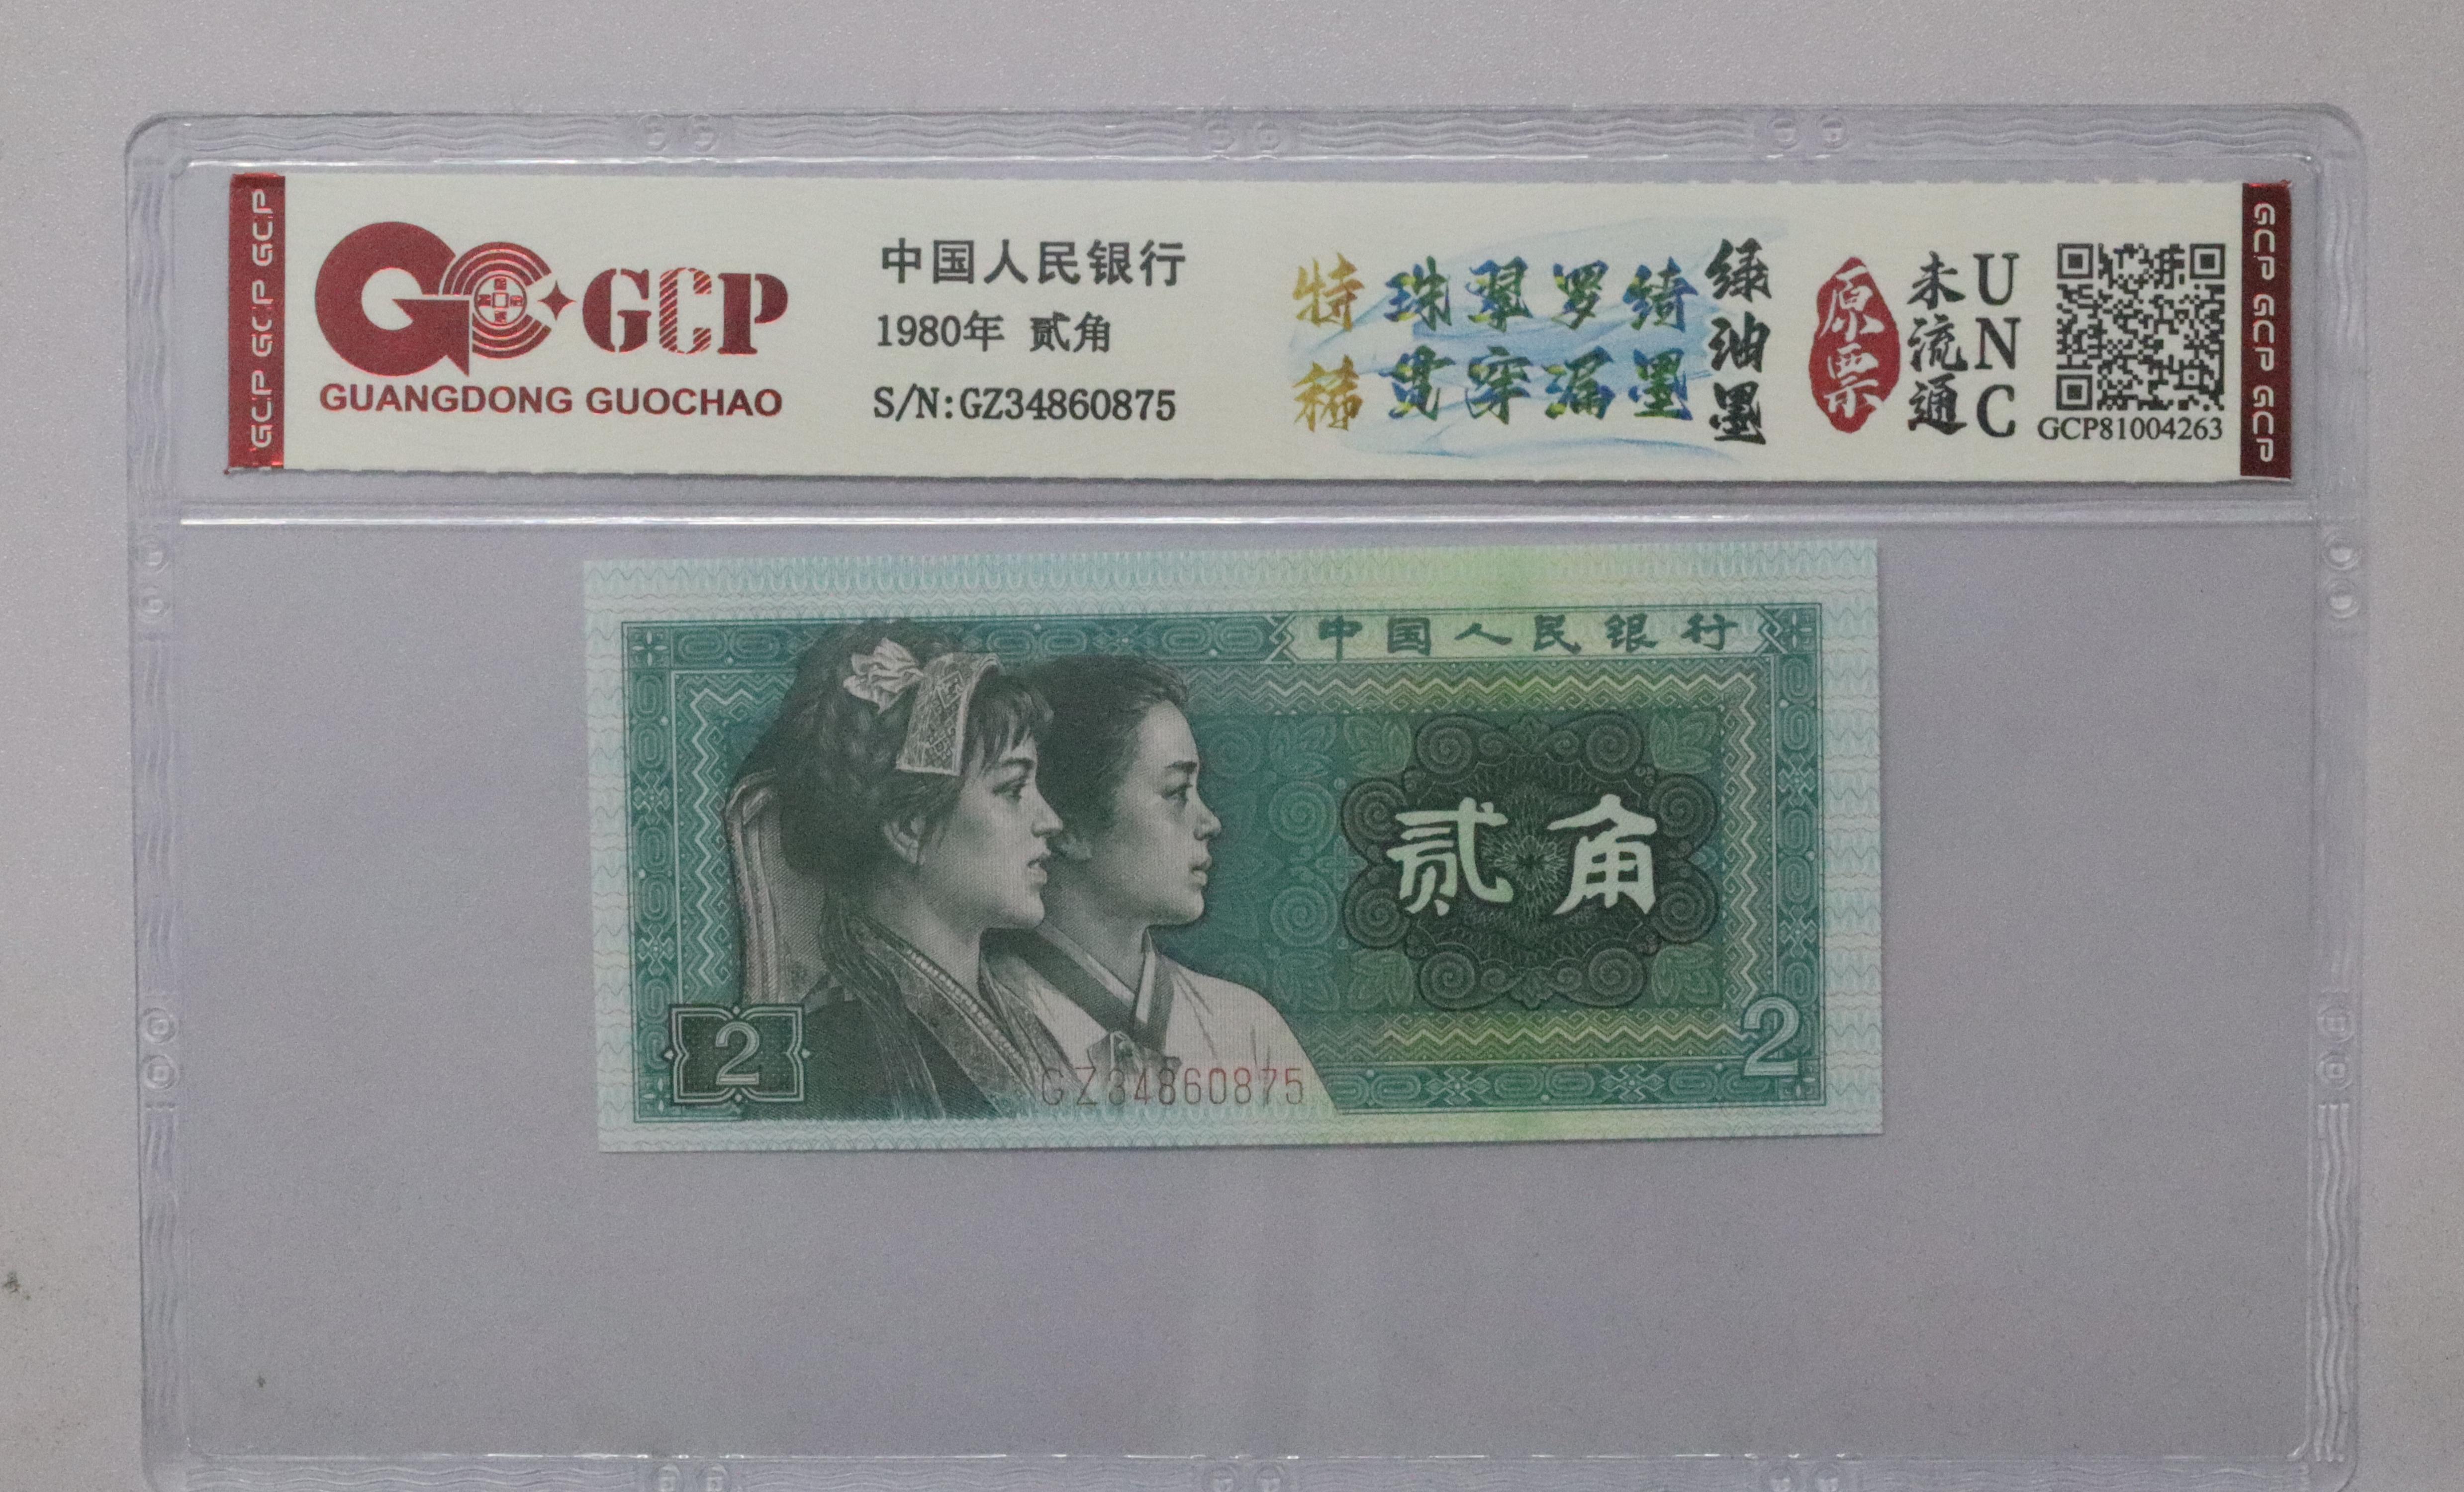 GCP GCP GCP
GCP
GUANGDONG GUOCHAO
中国人民银行
1980年 贰角
S/N:GZ34860875
特稀
珠翠罗绮
贯穿漏墨
绿油墨
原票
未流通
UNC
GCP81004263
GCP GCP GCP
中国人民银行
贰角
2
2
GZ34860875